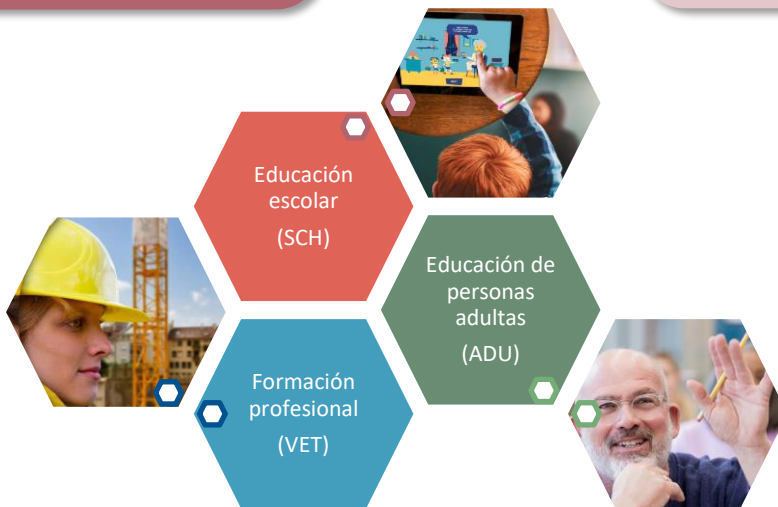 Educación
escolar
(SCH)
Educación de
personas
adultas
(ADU)
Formación
profesional
(VET)